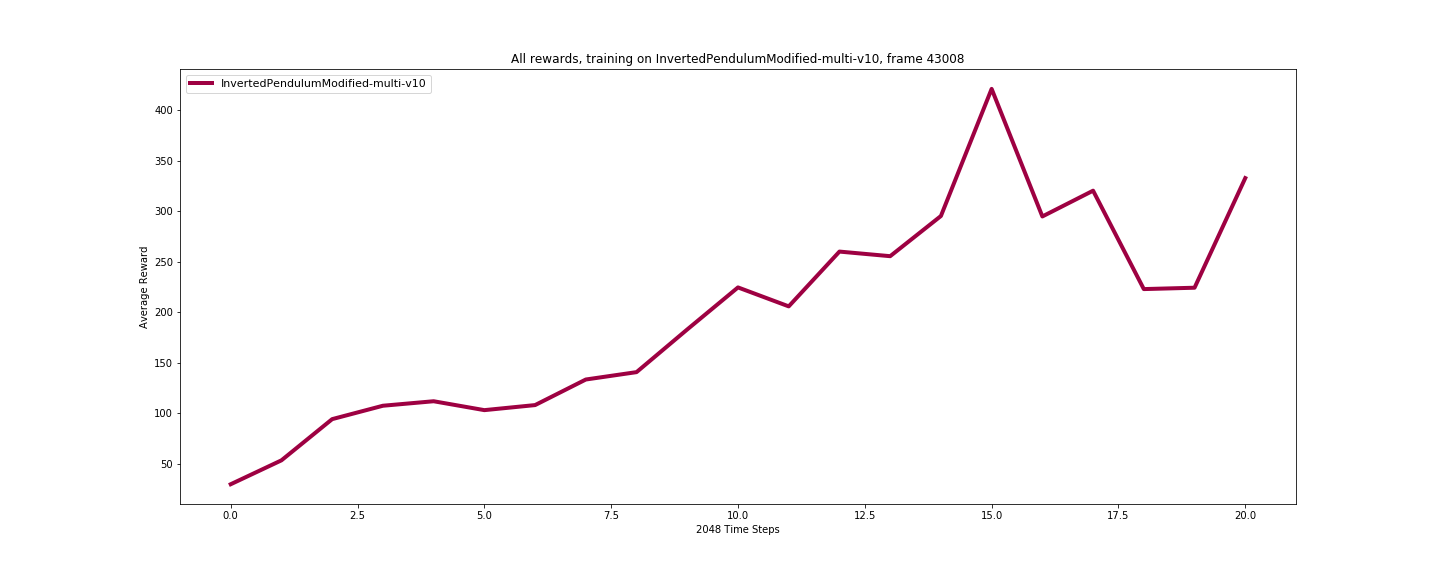 All rewards, training on InvertedPendulumModified-multi-v10, frame 43008
InvertedPendulumModified-multi-v10
400
350
300
250
200
150
100
50
Average Reward
0.0 2.5 5.0 7.5 10.0 12.5 15.0 17.5 20.0
2048 Time Steps